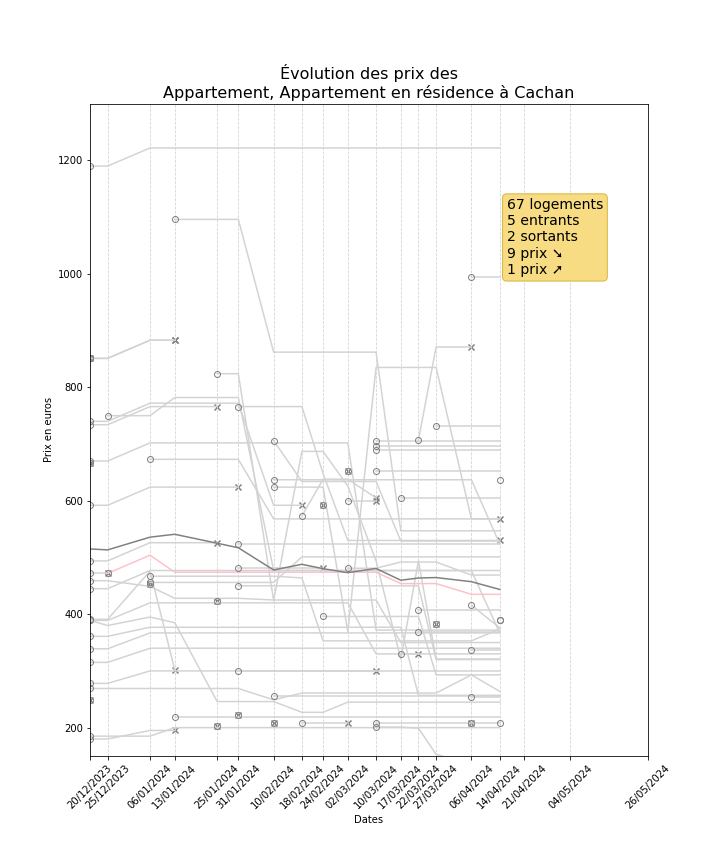 Évolution des prix des
Appartement, Appartement en résidence à Cachan
67 logements
5 entrants
2 sortants
9 prix ↘
1 prix ↗
Prix en euros
1200
1000
800
600
400
200
20/12/2023
25/12/2023
06/01/2024
13/01/2024
25/01/2024
31/01/2024
10/02/2024
18/02/2024
24/02/2024
02/03/2024
10/03/2024
17/03/2024
22/03/2024
27/03/2024
06/04/2024
14/04/2024
21/04/2024
04/05/2024
26/05/2024
Dates